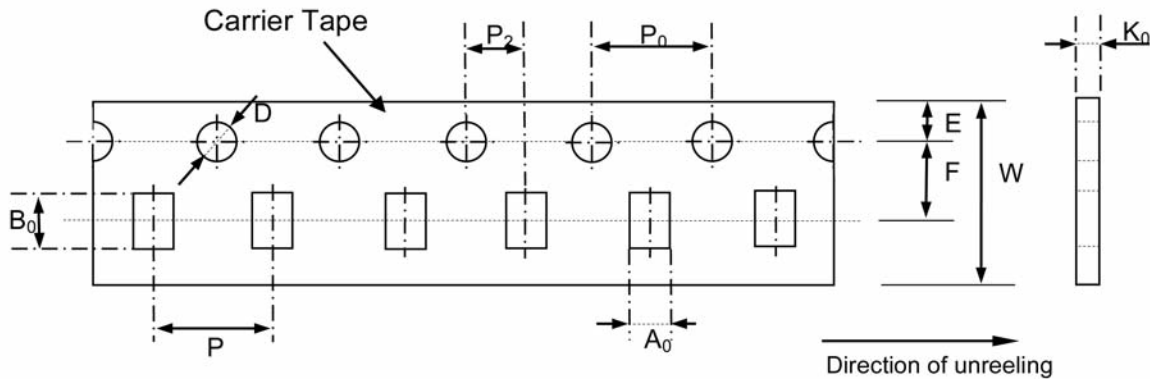 Carrier Tape
P₂
P₀
K₀
D
E
F
W
B₀
P
A₀
Direction of unreeling